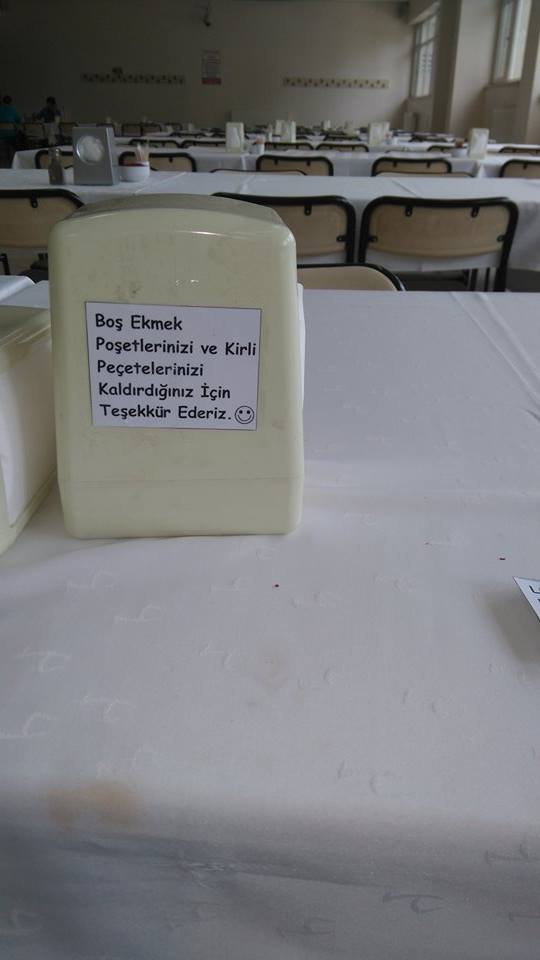 Boş Ekmek
Poşetlerinizi ve Kirli
Peçetelerinizi
Kaldırdığınız İçin
Teşekkür Ederiz.